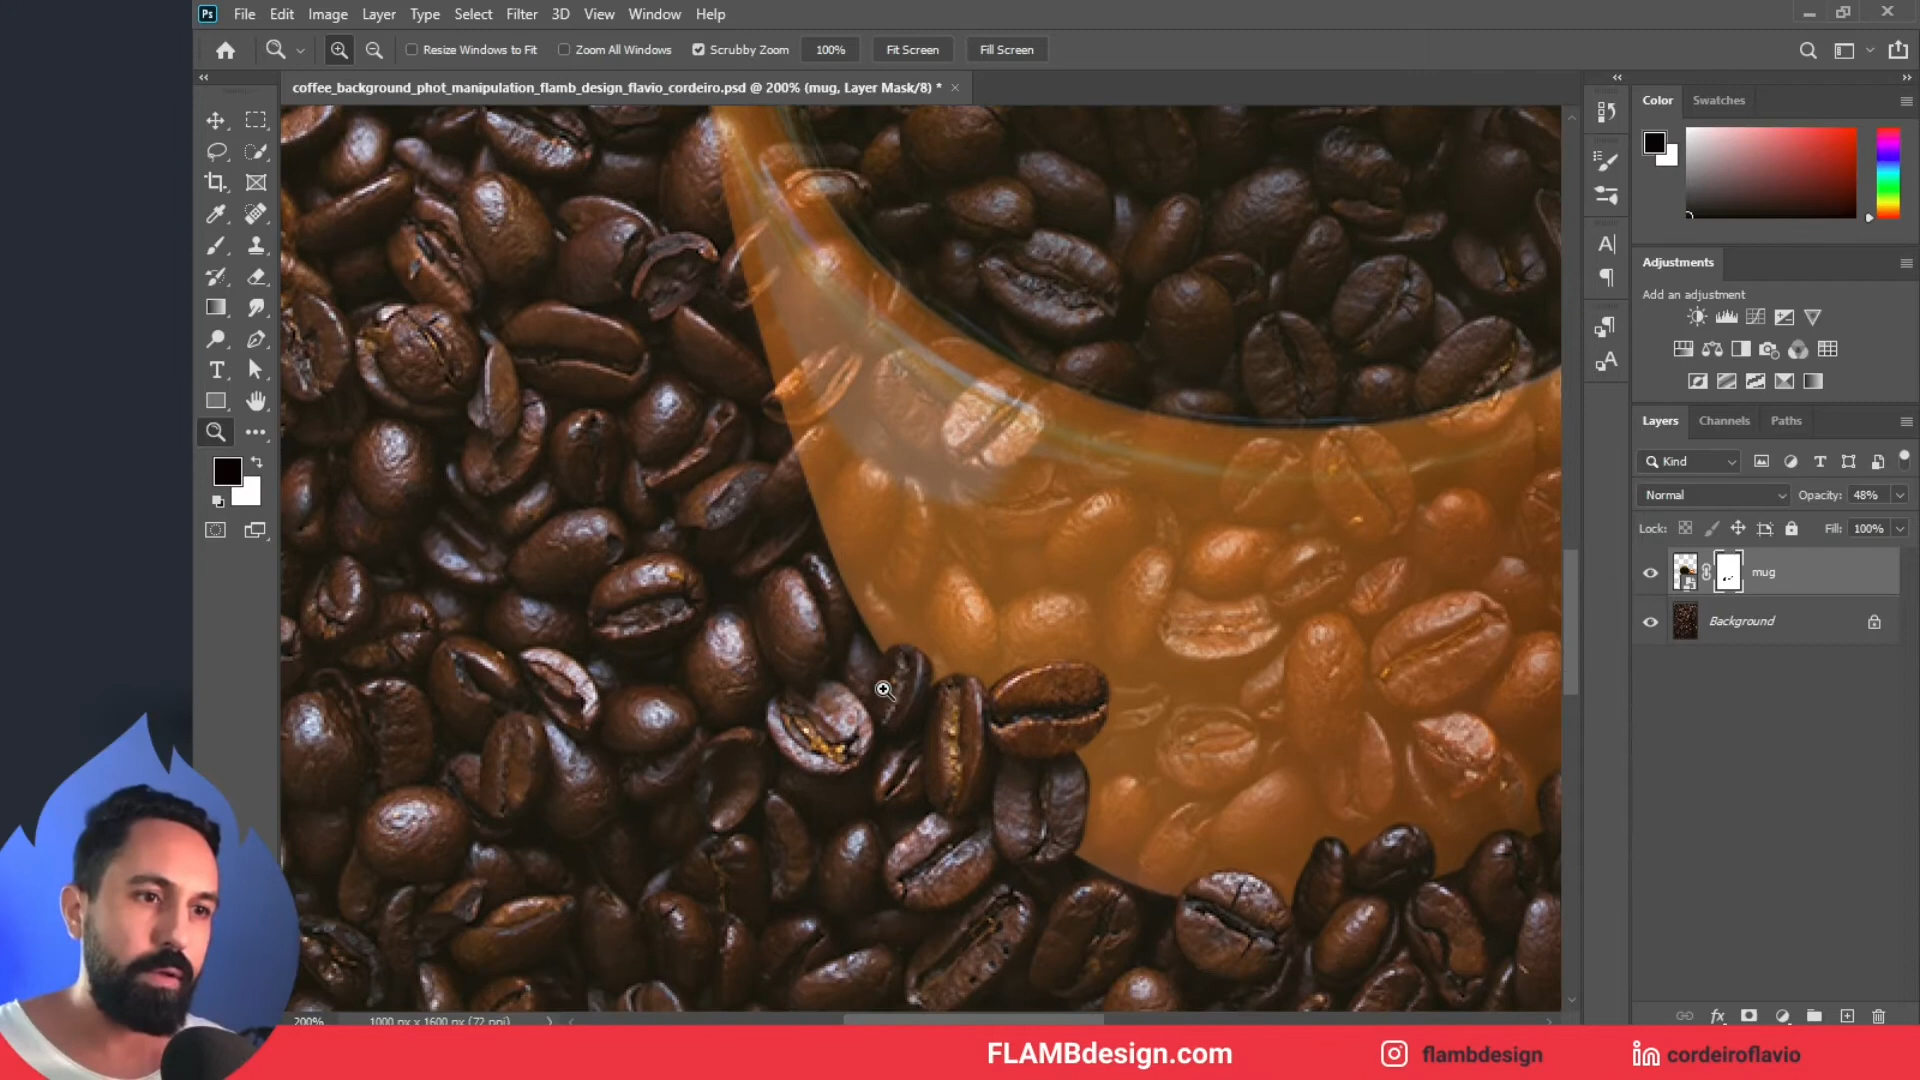 Ps File Edit Image Layer Type Select Filter 3D View Window Help
Resize Windows to Fit Zoom All Windows Scrubby Zoom 100% Fit Screen Fill Screen
coffee_background_phot_manipulation_flamb_design_flavio_cordeiro.psd @ 200% (mug, Layer Mask/8) *
Color Swatches
Adjustments
Add an adjustment
Layers Channels Paths
Kind
Normal Opacity: 48%
Lock: Fill: 100%
mug
Background
200% 1000 px x 1600 px (72 ppi)
FLAMBdesign.com flambdesign cordeiroflavio